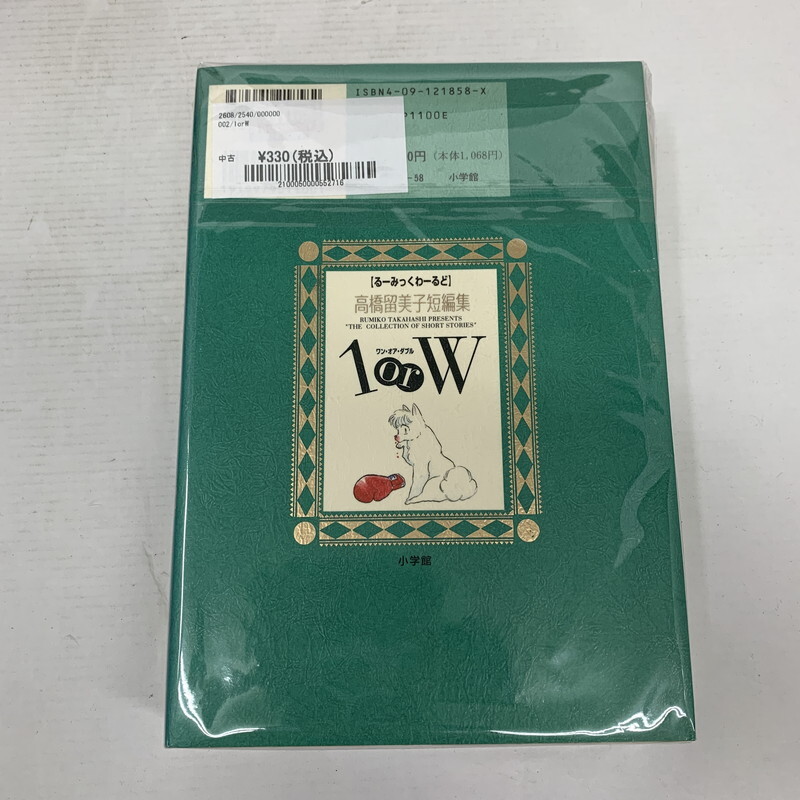 ISBN4-09-121858-X
2608/2540/000000
002/1orW
P1100E
中古 ¥330(税込)
0円(本体1,068円)
2100050000552716
-58 小学館
【るーみっくわーるど】
高橋留美子短編集
RUMIKO TAKAHASHI PRESENTS
"THE COLLECTION OF SHORT STORIES"
ワン・オア・ダブル
1orW
小学館